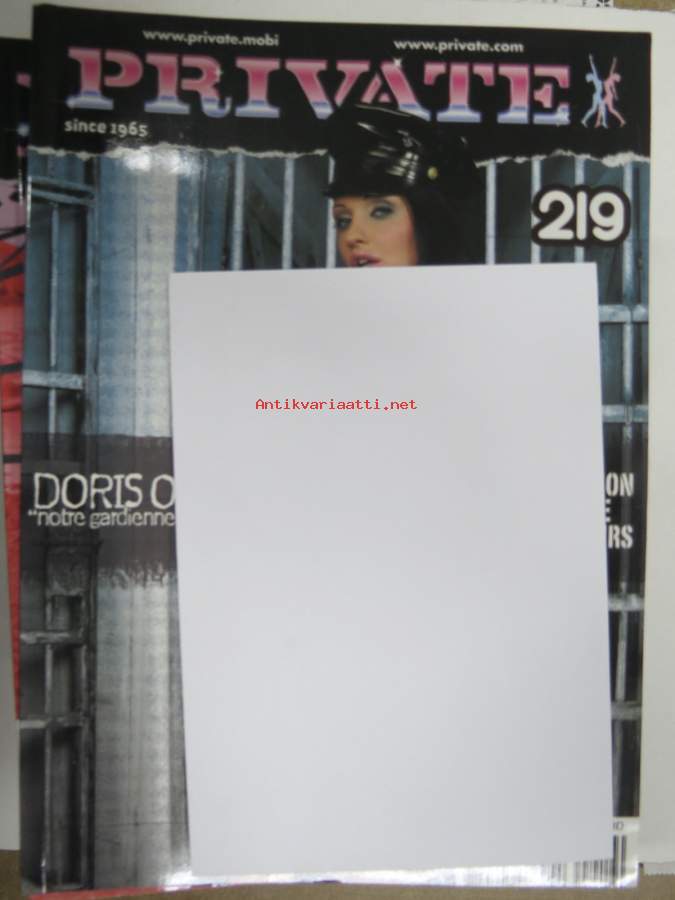 www.private.mobi
www.private.com
PRIVATE
since 1965
219
Antikvariaatti.net
DORIS O
ON
"notre gardienne
E
RS